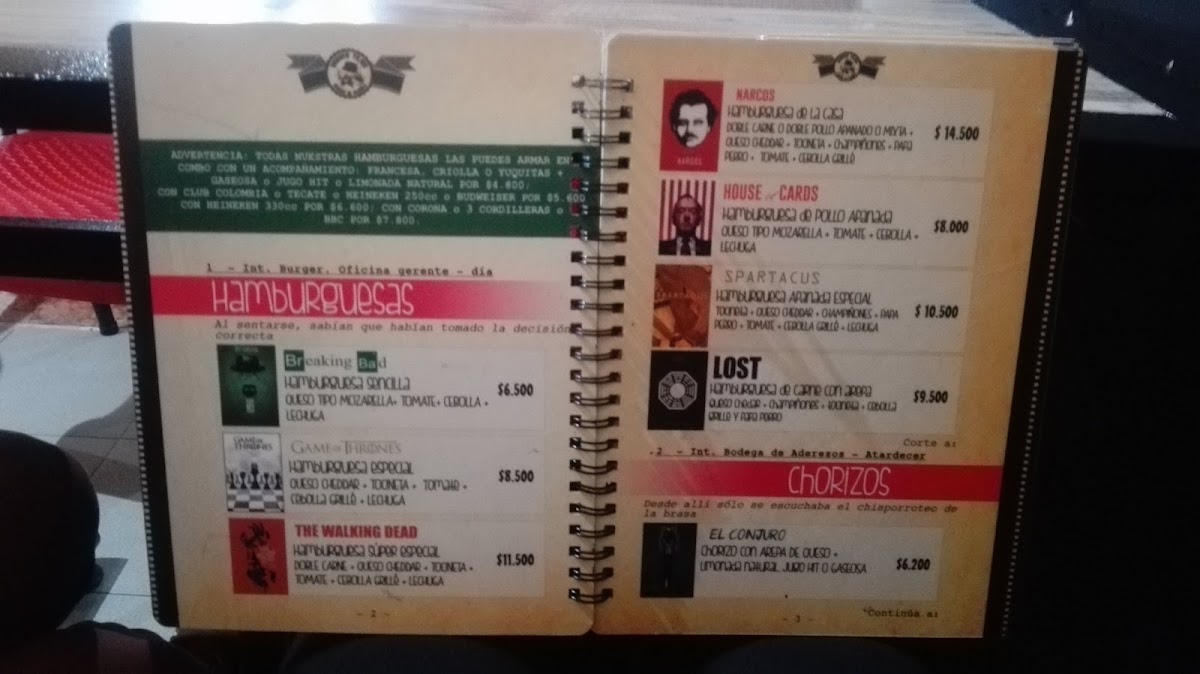 ADVERTENCIA: TODAS NUESTRAS HAMBURGUESAS LAS PUEDES ARMAR EN
COMBO CON UN ACOMPAÑAMIENTO: FRANCESA, CRIOLLA O YUQUITAS +
GASEOSA o JUGO HIT o LIMONADA NATURAL POR $4.800;
CON CLUB COLOMBIA o TECATE o HEINEKEN 250cc o BUDWEISER POR $5.600
CON HEINEKEN 330cc POR $6.600; CON CORONA o 3 CORDILLERAS o
BBC POR $7.800.
1 - Int. Burger. Oficina gerente - día
Hamburguesas
Al sentarse, sabían que habían tomado la decisión
correcta
Breaking Bad
Hamburguesa sencilla
QUESO TIPO MOZARELLA+ TOMATE+ CEBOLLA +
LECHUGA
$6.500
GAME OF THRONES
GAME OF THRONES
Hamburguesa especial
QUESO CHEDDAR + TOCINETA + TOMATE +
CEBOLLA GRILLÉ + LECHUGA
$8.500
THE WALKING DEAD
Hamburguesa súper especial
DOBLE CARNE + QUESO CHEDDAR + TOCINETA +
TOMATE + CEBOLLA GRILLÉ + LECHUGA
$11.500
- 2 -
NARCOS
NARCOS
Hamburguesa de la casa
DOBLE CARNE O DOBLE POLLO APANADO O MIXTA +
QUESO CHEDDAR + TOCINETA + CHAMPIÑONES + PAPA
PERRO + TOMATE + CEBOLLA GRILLÉ
$ 14.500
HOUSE of CARDS
Hamburguesa de POLLO Apanada
QUESO TIPO MOZARELLA + TOMATE + CEBOLLA +
LECHUGA
$8.000
SPARTACUS
SPARTACUS
Hamburguesa Apanada ESPECIAL
TOCINETA + QUESO CHEDDAR + CHAMPIÑONES + PAPA
PERRO + TOMATE + CEBOLLA GRILLÉ + LECHUGA
$ 10.500
LOST
Hamburguesa de CARNE CON AREPA
QUESO CHEDAR + CHAMPIÑONES + TOCINETA + CEBOLLA
GRILLE Y PAPA PERRO
$9.500
Corte a:
.2 - Int. Bodega de Aderezos - Atardecer
CHORIZOS
Desde allí sólo se escuchaba el chisporroteo de
la brasa
EL CONJURO
CHORIZO CON AREPA DE QUESO +
LIMONADA NATURAL, JUGO HIT O GASEOSA
$6.200
Continúa a:
- 3 -